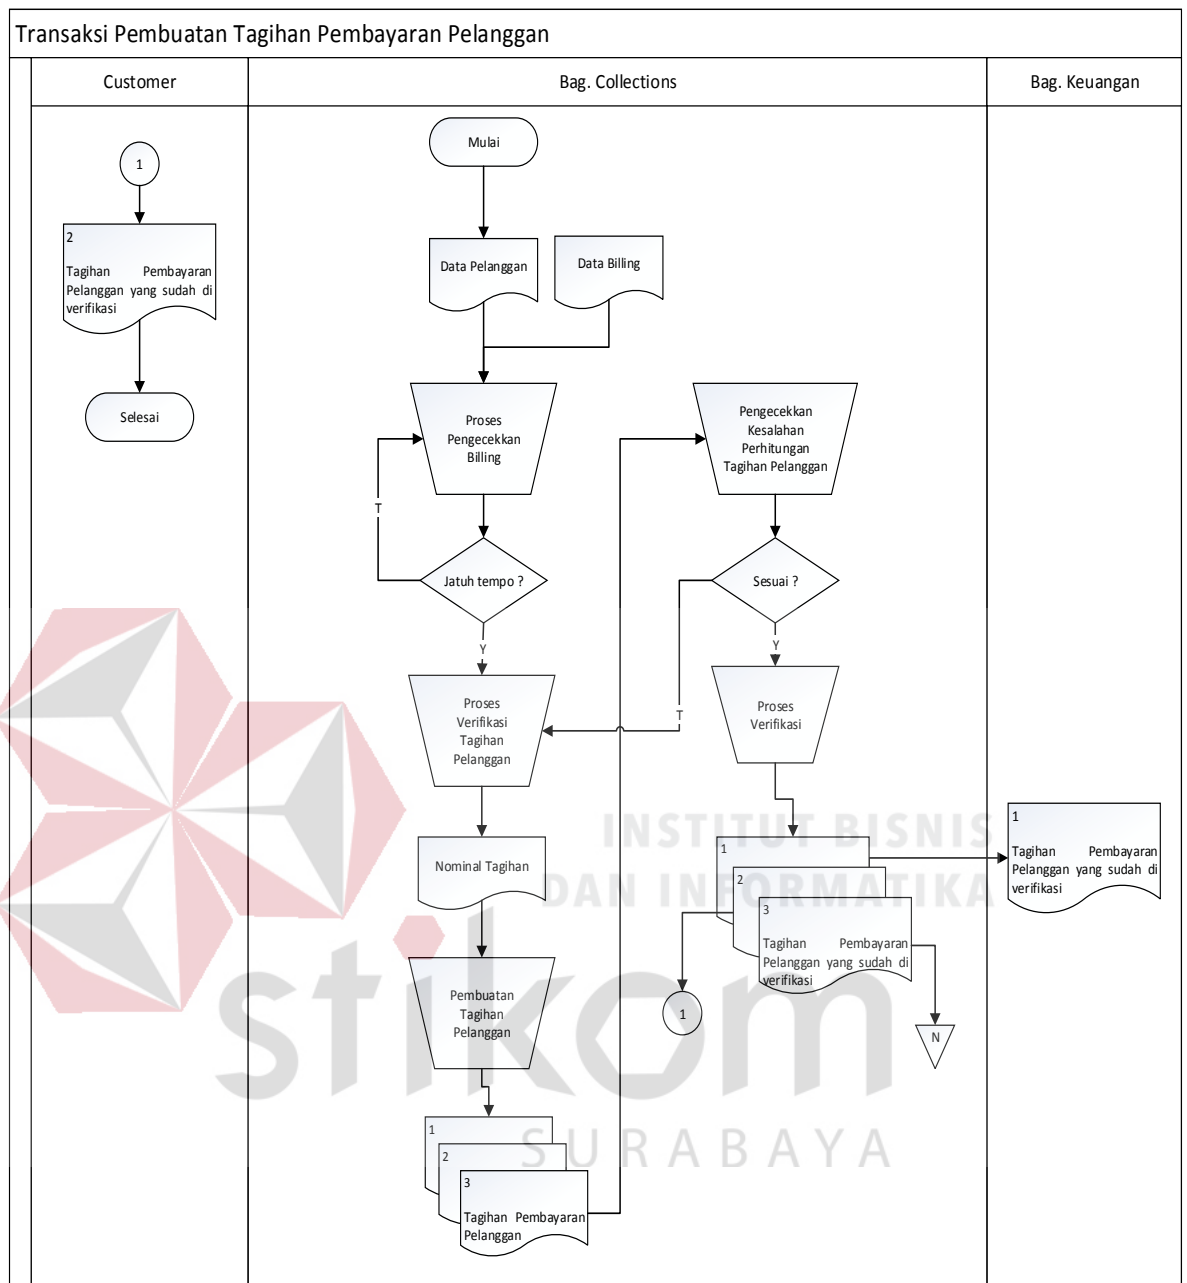 Transaksi Pembuatan Tagihan Pembayaran Pelanggan
Customer
Bag. Collections
Bag. Keuangan
1
2
Tagihan Pembayaran
Pelanggan yang sudah di
verifikasi
Selesai
Mulai
Data Pelanggan
Data Billing
Proses
Pengecekkan
Billing
T
Jatuh tempo ?
Y
Proses
Verifikasi
Tagihan
Pelanggan
Nominal Tagihan
Pembuatan
Tagihan
Pelanggan
1
2
3
Tagihan Pembayaran
Pelanggan
Pengecekkan
Kesalahan
Perhitungan
Tagihan Pelanggan
Sesuai ?
T
Y
Proses
Verifikasi
1
2
3
Tagihan Pembayaran
Pelanggan yang sudah di
verifikasi
1
N
1
Tagihan Pembayaran
Pelanggan yang sudah di
verifikasi
INSTITUT BISNIS
DAN INFORMATIKA
stikom
SURABAYA